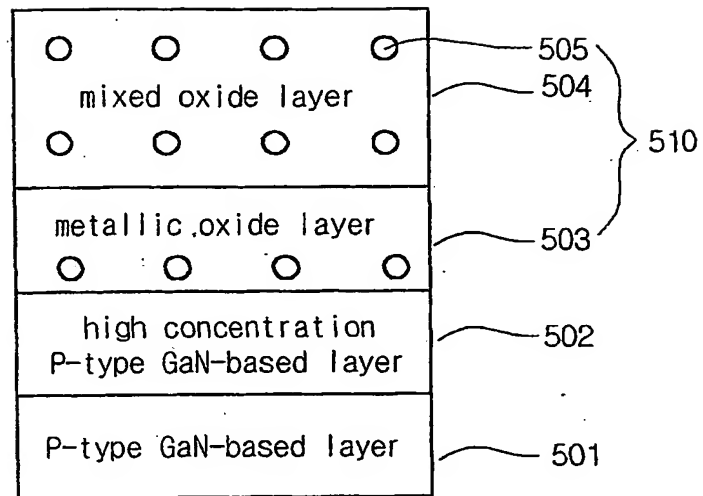 505
mixed oxide layer
504
510
metallic.oxide layer
503
high concentration
P-type GaN-based layer
502
P-type GaN-based layer
501